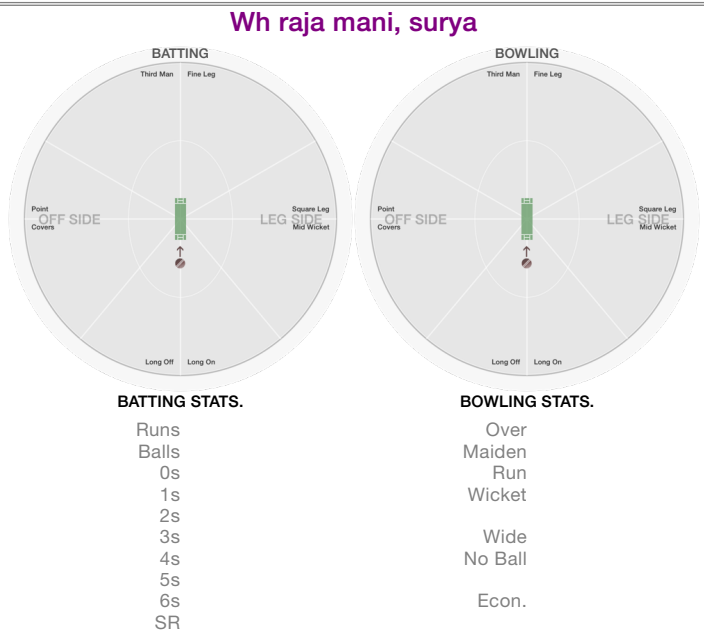 Wh raja mani, surya
BATTING
Third Man Fine Leg
Point
OFF SIDE
Covers
Square Leg
LEG SIDE
Mid Wicket
Long Off Long On
BOWLING
Third Man Fine Leg
Point
OFF SIDE
Covers
Square Leg
LEG SIDE
Mid Wicket
Long Off Long On
BATTING STATS.
Runs
Balls
0s
1s
2s
3s
4s
5s
6s
SR
BOWLING STATS.
Over
Maiden
Run
Wicket
Wide
No Ball
Econ.